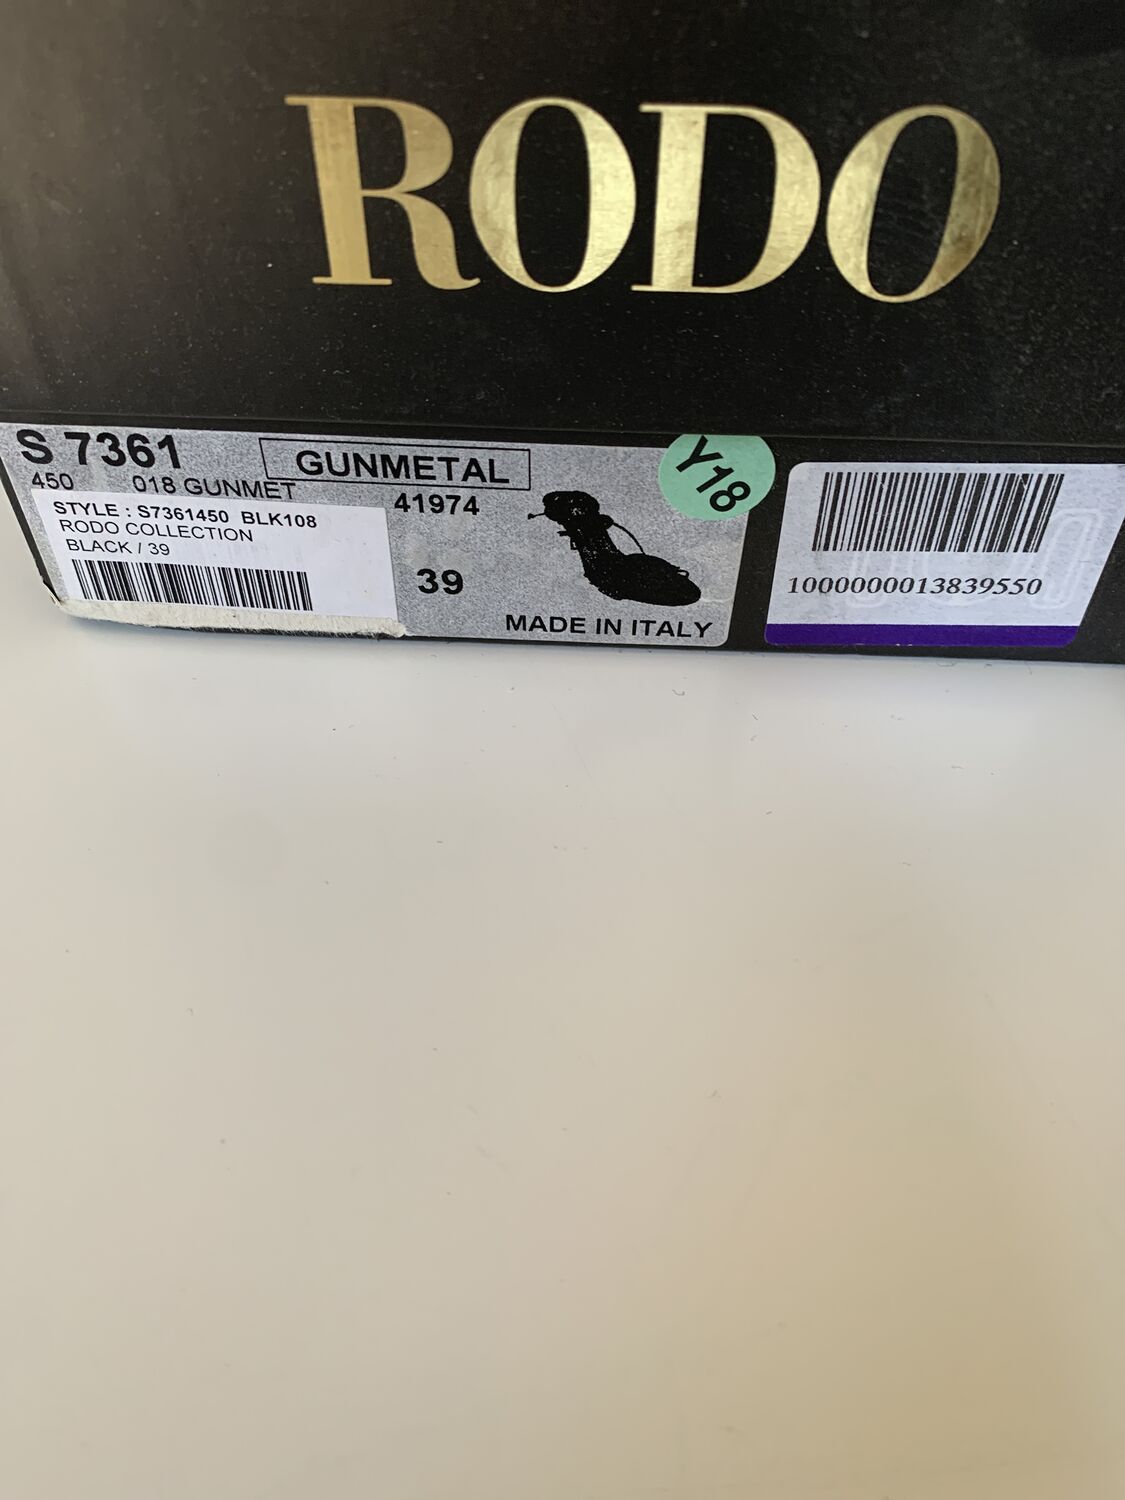 RODO
S 7361
GUNMETAL
Y18
450 018 GUNMET
41974
STYLE : S7361450 BLK108
RODO COLLECTION
BLACK / 39
39
MADE IN ITALY
1000000013839550